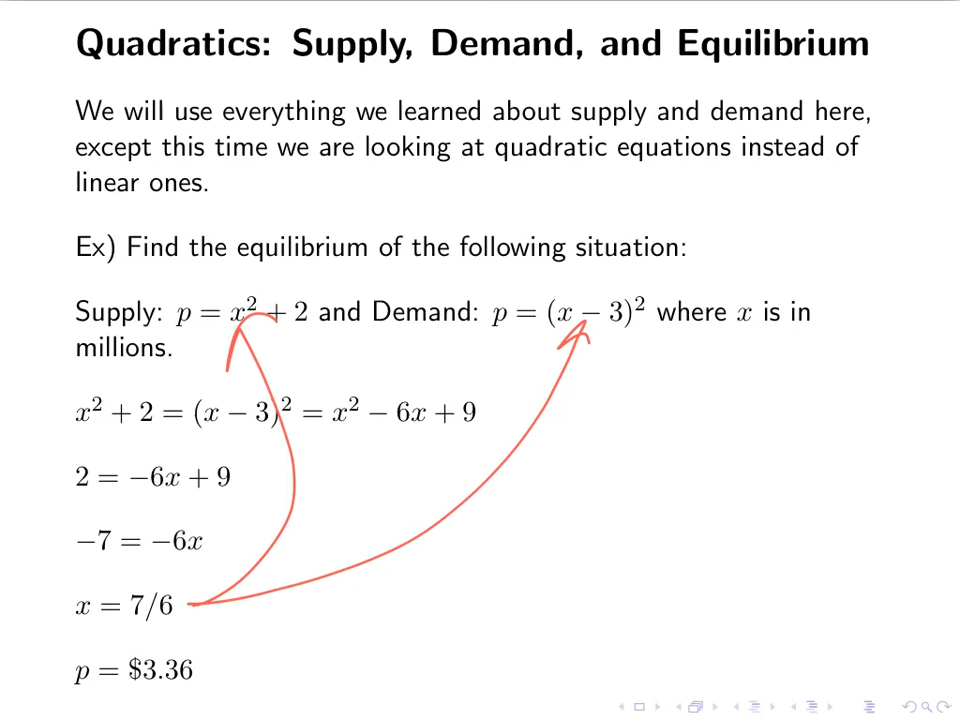 Quadratics: Supply, Demand, and Equilibrium
We will use everything we learned about supply and demand here,
except this time we are looking at quadratic equations instead of
linear ones.
Ex) Find the equilibrium of the following situation:
Supply: p = x² + 2 and Demand: p = (x − 3)² where x is in
millions.
x² + 2 = (x − 3)² = x² − 6x + 9
2 = −6x + 9
−7 = −6x
x = 7/6
p = $3.36